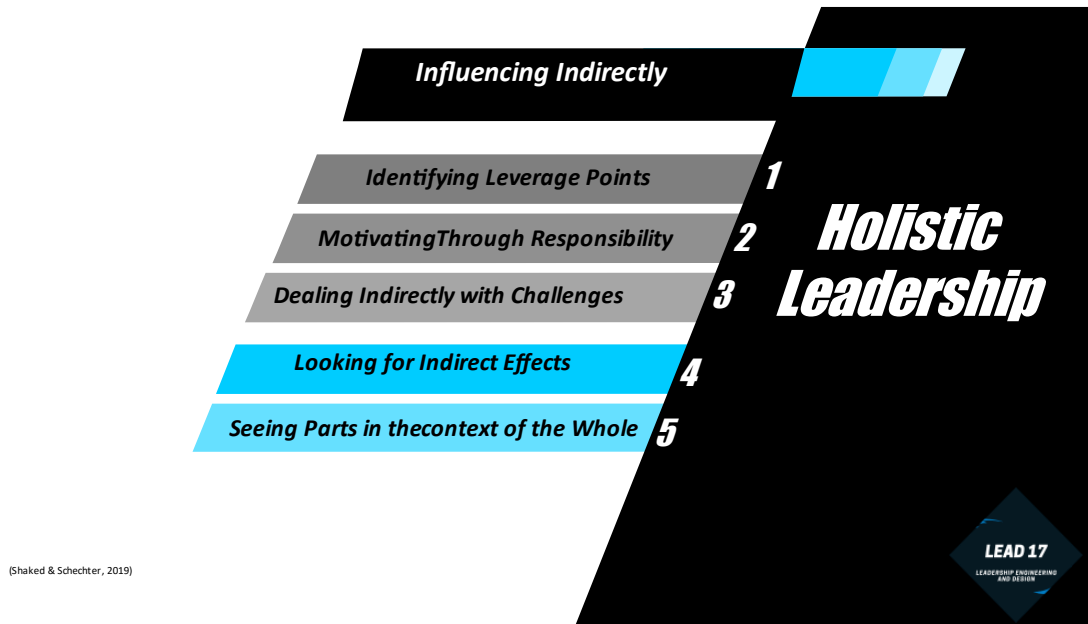 Influencing Indirectly
Identifying Leverage Points 1
MotivatingThrough Responsibility 2
Dealing Indirectly with Challenges 3
Looking for Indirect Effects 4
Seeing Parts in thecontext of the Whole 5
Holistic
Leadership
(Shaked & Schechter, 2019)
LEAD 17
LEADERSHIP ENGINEERING
AND DESIGN